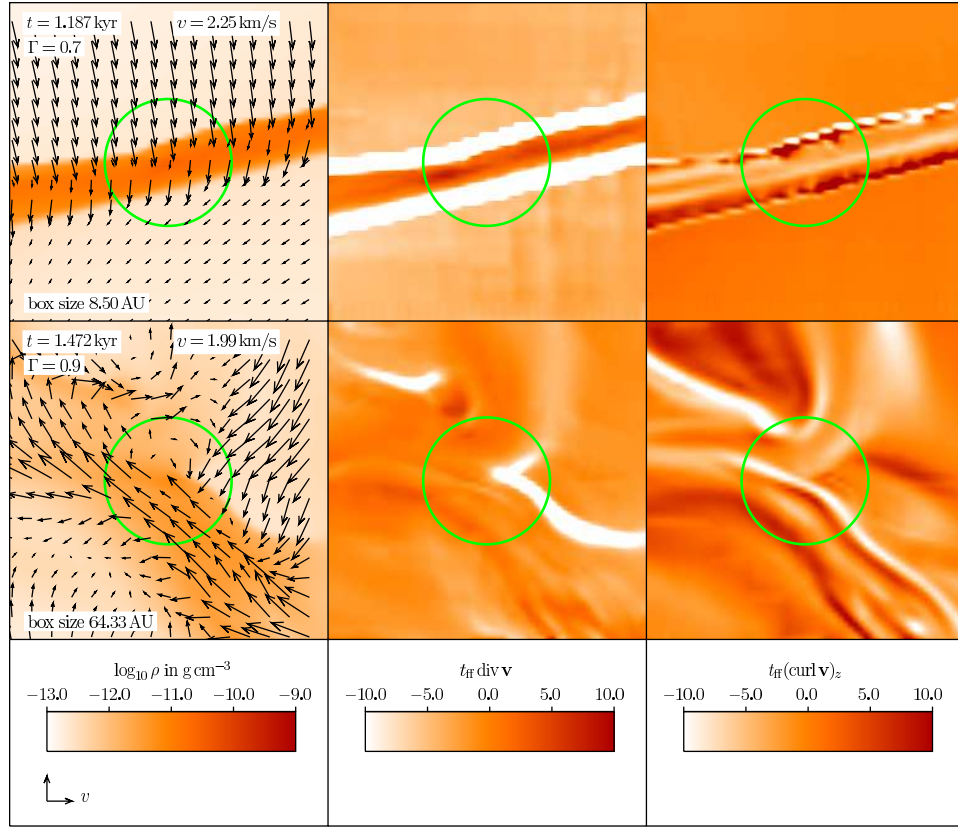 t = 1.187 kyr v = 2.25 km/s
Γ = 0.7
box size 8.50 AU
t = 1.472 kyr v = 1.99 km/s
Γ = 0.9
box size 64.33 AU
log₁₀ ρ in g cm⁻³
−13.0 −12.0 −11.0 −10.0 −9.0
t_ff div v
−10.0 −5.0 0.0 5.0 10.0
t_ff(curl v)_z
−10.0 −5.0 0.0 5.0 10.0
v